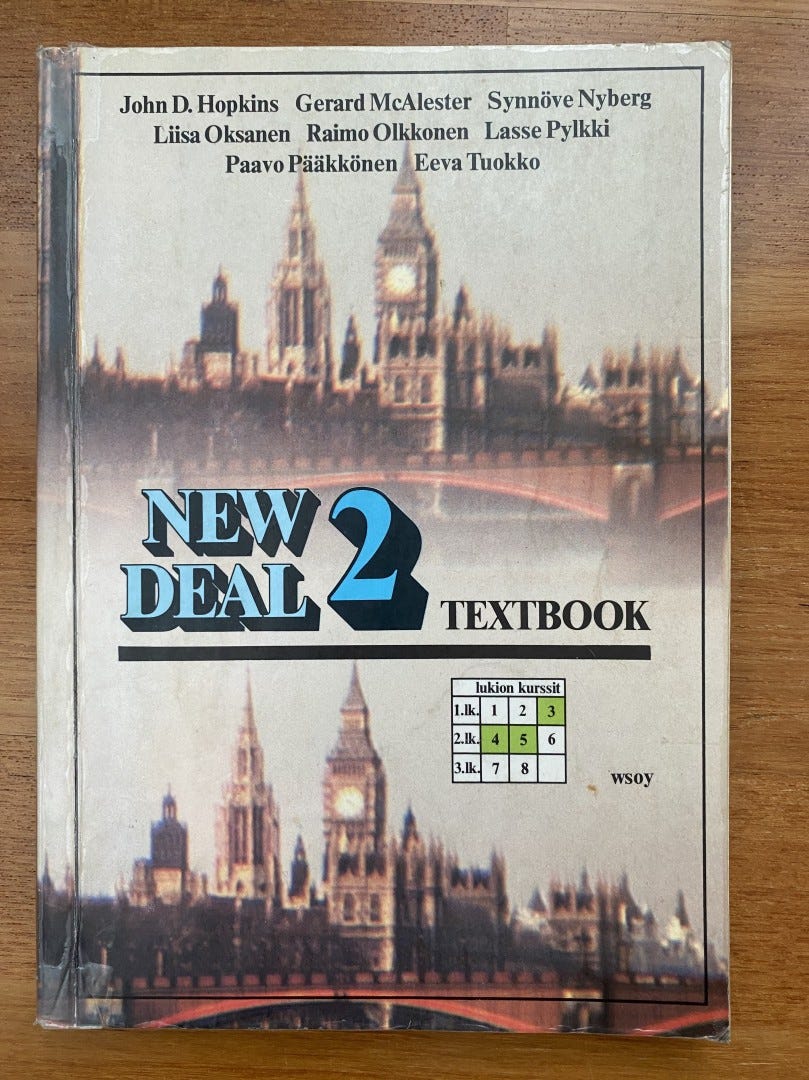 John D. Hopkins Gerard McAlester Synnöve Nyberg
Liisa Oksanen Raimo Olkkonen Lasse Pylkki
Paavo Pääkkönen Eeva Tuokko
NEW
DEAL 2
TEXTBOOK
lukion kurssit
1.lk. 1 2 3
2.lk. 4 5 6
3.lk. 7 8
wsoy